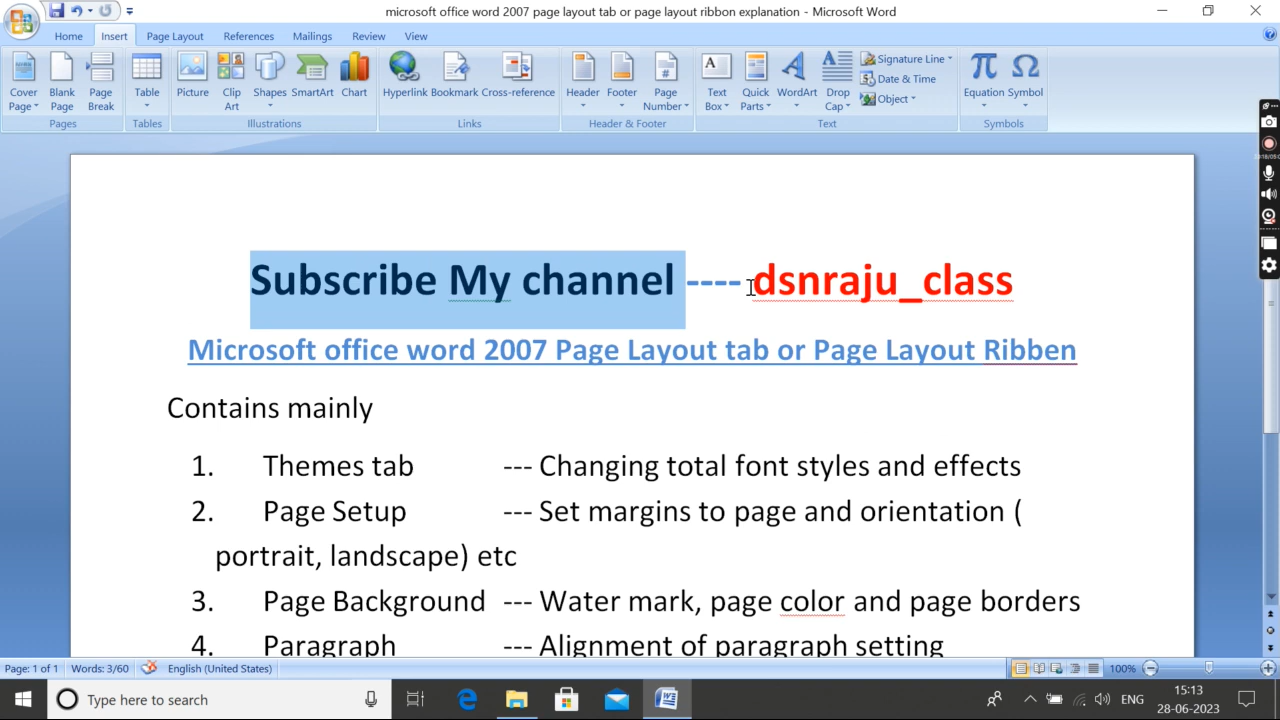 microsoft office word 2007 page layout tab or page layout ribbon explanation - Microsoft Word
Home Insert Page Layout References Mailings Review View
Cover Page Blank Page Page Break Table Picture Clip Art Shapes SmartArt Chart Hyperlink Bookmark Cross-reference Header Footer Page Number Text Box Quick Parts WordArt Drop Cap Signature Line Date & Time Object Equation Symbol
Pages Tables Illustrations Links Header & Footer Text Symbols
Subscribe My channel ---- dsnraju_class
Microsoft office word 2007 Page Layout tab or Page Layout Ribben
Contains mainly
1. Themes tab --- Changing total font styles and effects
2. Page Setup --- Set margins to page and orientation (
portrait, landscape) etc
3. Page Background --- Water mark, page color and page borders
4. Paragraph --- Alignment of paragraph setting
Page: 1 of 1 Words: 3/60 English (United States) 100%
Type here to search ENG 15:13
28-06-2023